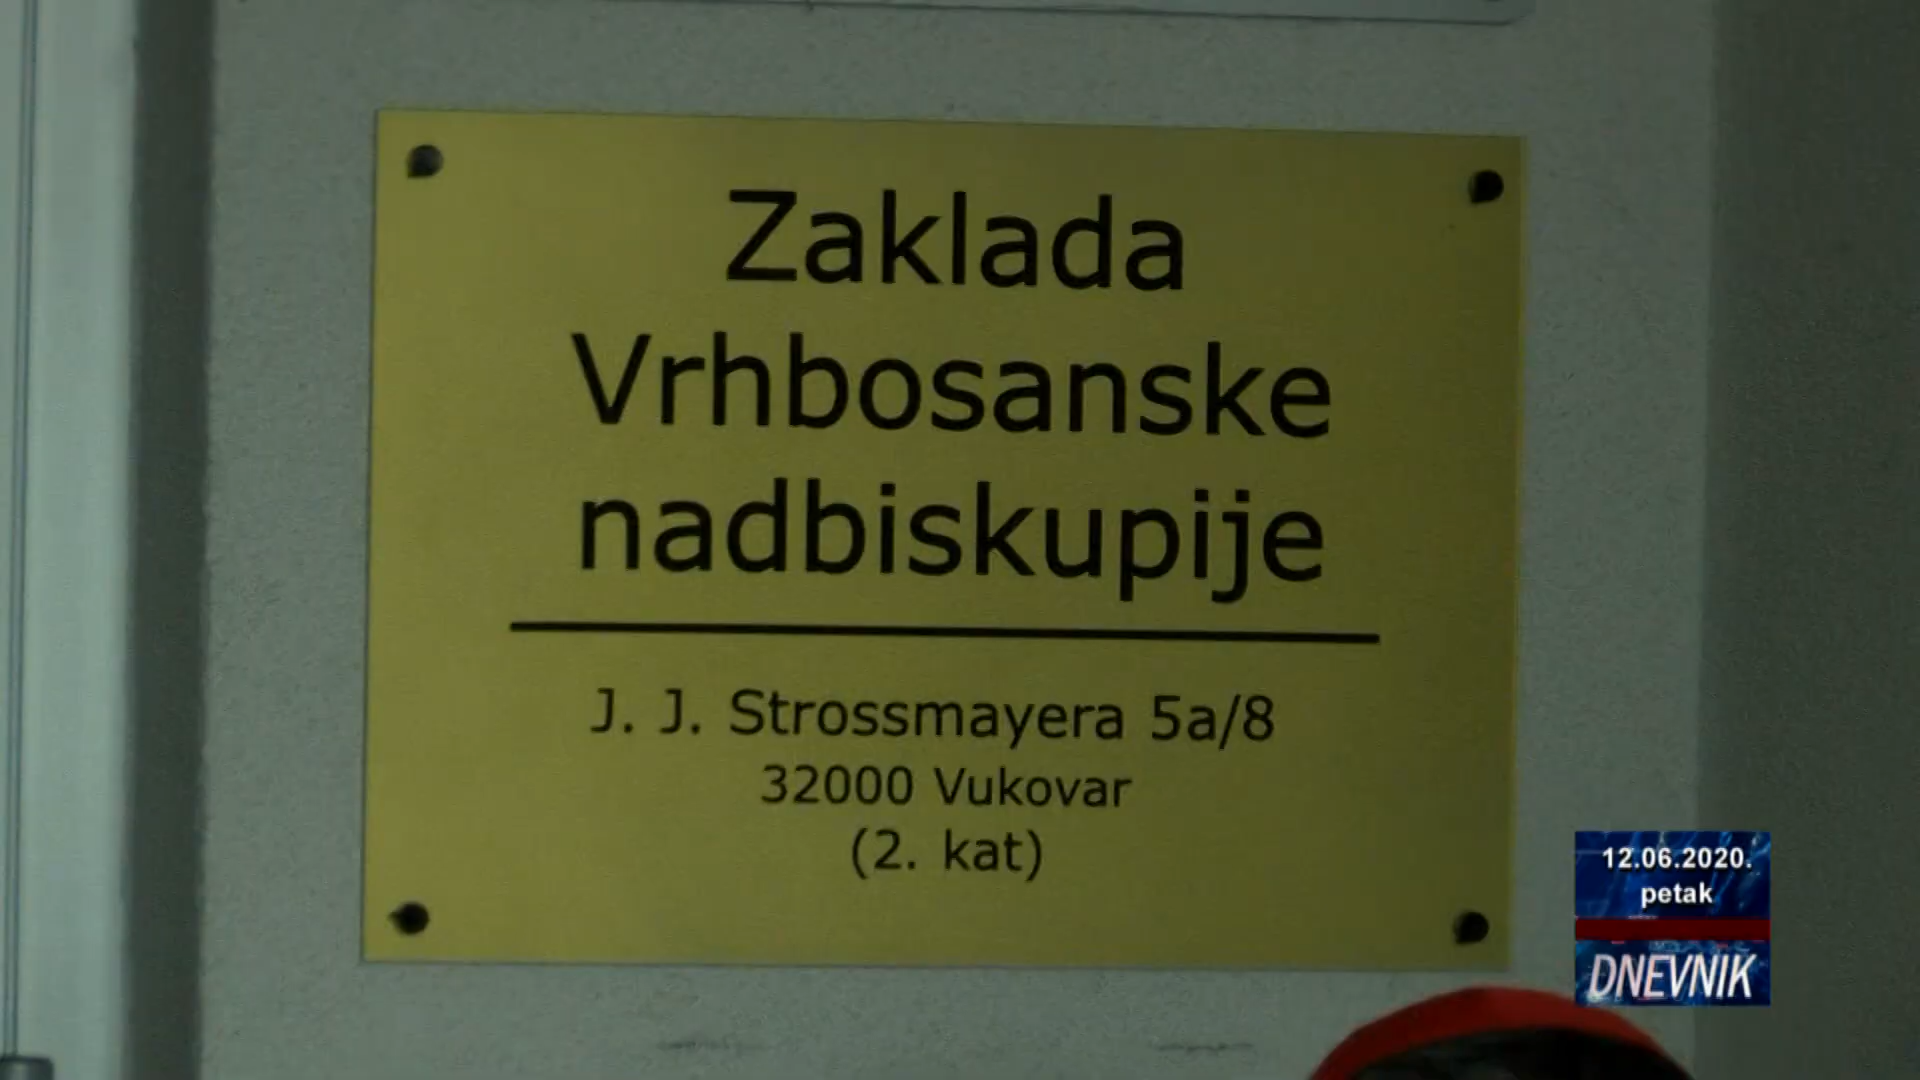 Zaklada
Vrhbosanske
nadbiskupije
J. J. Strossmayera 5a/8
32000 Vukovar
(2. kat)
12.06.2020.
petak
DNEVNIK